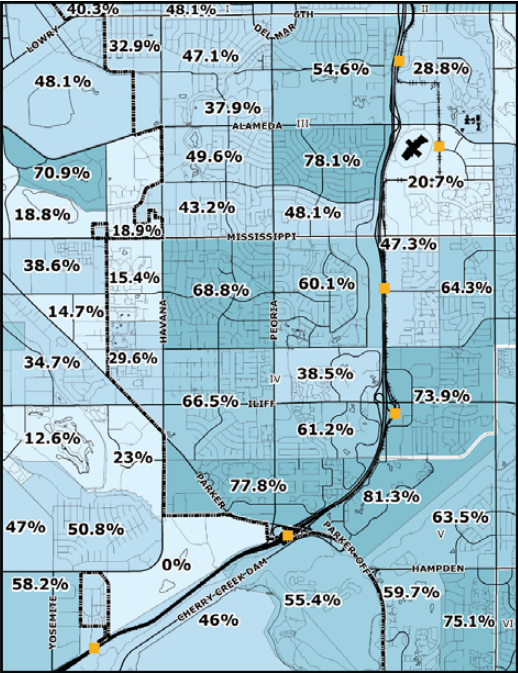 40.3%
48.1%
I
6TH
II
LOWRY
32.9%
DEL MAR
47.1%
54.6%
28.8%
48.1%
37.9%
ALAMEDA
III
49.6%
78.1%
70.9%
20.7%
18.8%
43.2%
48.1%
18.9%
MISSISSIPPI
47.3%
38.6%
15.4%
68.8%
60.1%
64.3%
14.7%
HAVANA
PEORIA
34.7%
29.6%
38.5%
IV
66.5%
ILIFF
73.9%
61.2%
12.6%
23%
77.8%
PARKER
81.3%
47%
50.8%
63.5%
PARKER OFF
V
0%
HAMPDEN
58.2%
CHERRY CREEK DAM
55.4%
59.7%
YOSEMITE
46%
75.1%
VI